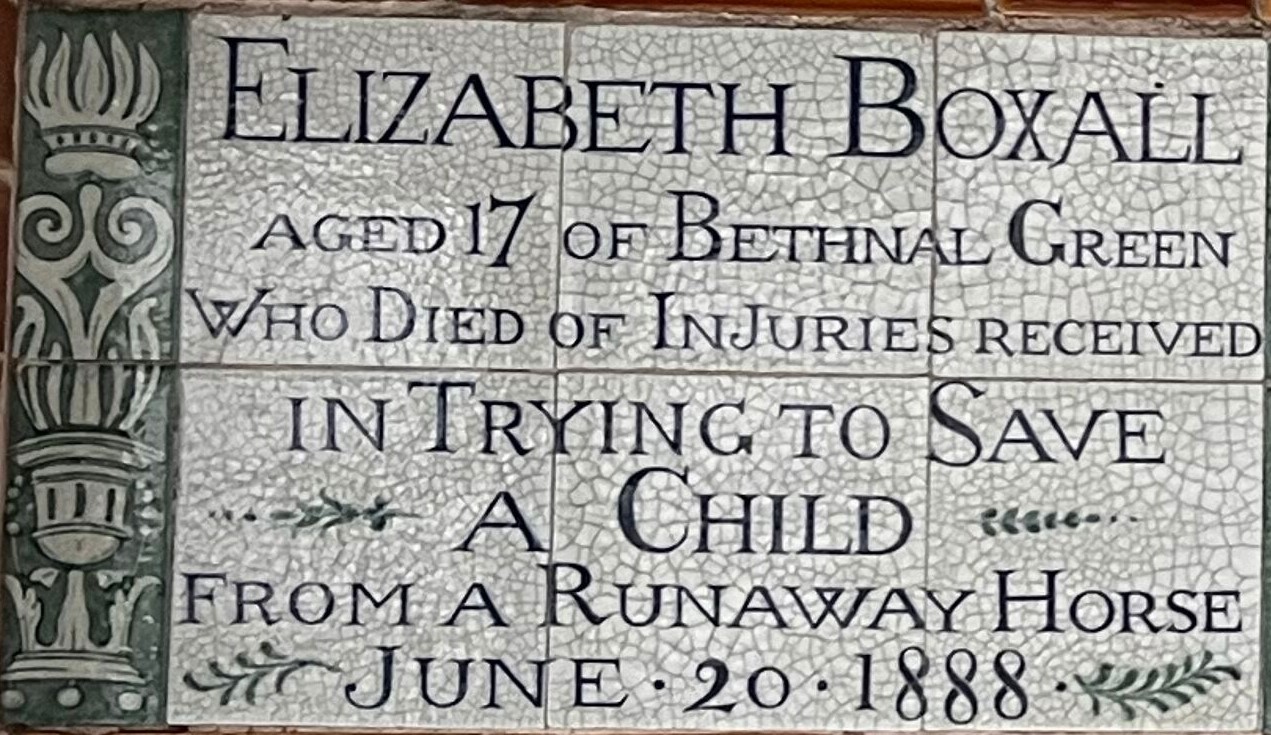 ELIZABETH BOXALL
AGED 17 OF BETHNAL GREEN
WHO DIED OF INJURIES RECEIVED
IN TRYING TO SAVE
A CHILD
FROM A RUNAWAY HORSE
JUNE · 20 · 1888 ·